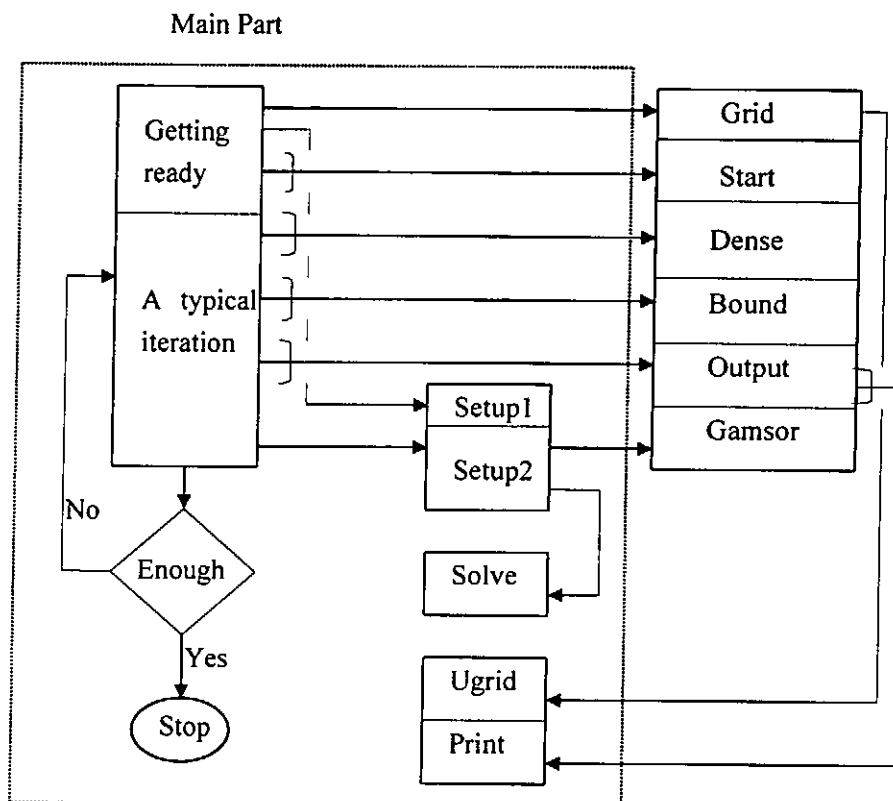 Main Part
Getting
ready
A typical
iteration
No
Enough
Yes
Stop
Setup1
Setup2
Solve
Ugrid
Print
Grid
Start
Dense
Bound
Output
Gamsor